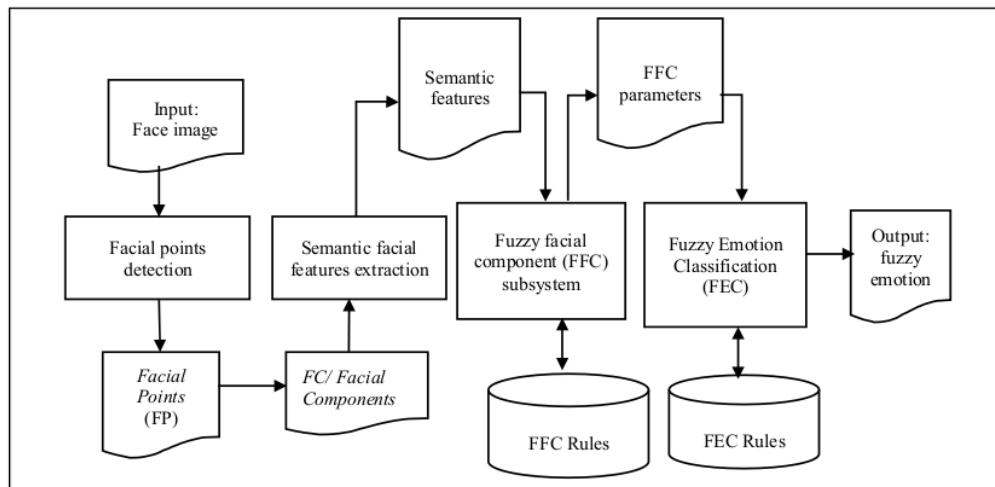 Input:
Face image
Facial points
detection
Facial
Points
(FP)
FC/ Facial
Components
Semantic facial
features extraction
Semantic
features
Fuzzy facial
component (FFC)
subsystem
FFC Rules
FFC
parameters
Fuzzy Emotion
Classification
(FEC)
FEC Rules
Output:
fuzzy
emotion